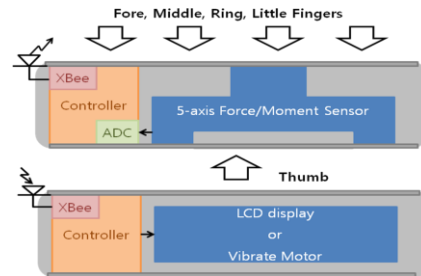 Fore, Middle, Ring, Little Fingers
XBee
Controller
5-axis Force/Moment Sensor
ADC
Thumb
XBee
Controller
LCD display
or
Vibrate Motor